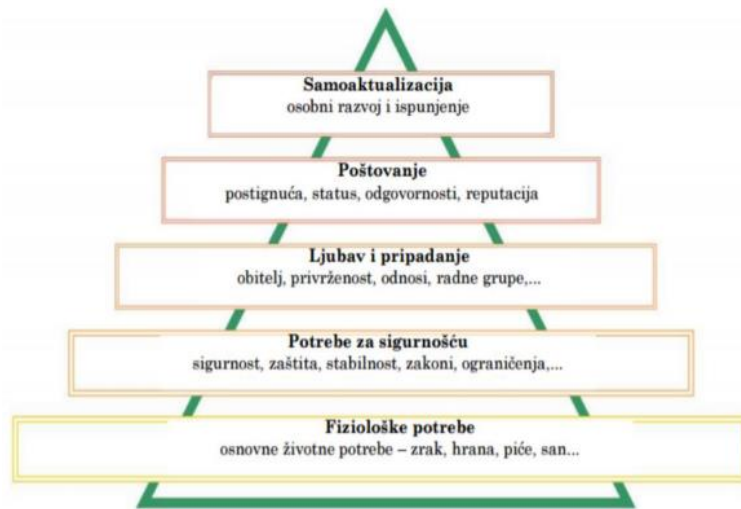 Samoaktualizacija
osobni razvoj i ispunjenje
Poštovanje
postignuća, status, odgovornosti, reputacija
Ljubav i pripadanje
obitelj, privrženost, odnosi, radne grupe,...
Potrebe za sigurnošću
sigurnost, zaštita, stabilnost, zakoni, ograničenja,...
Fiziološke potrebe
osnovne životne potrebe – zrak, hrana, piće, san...